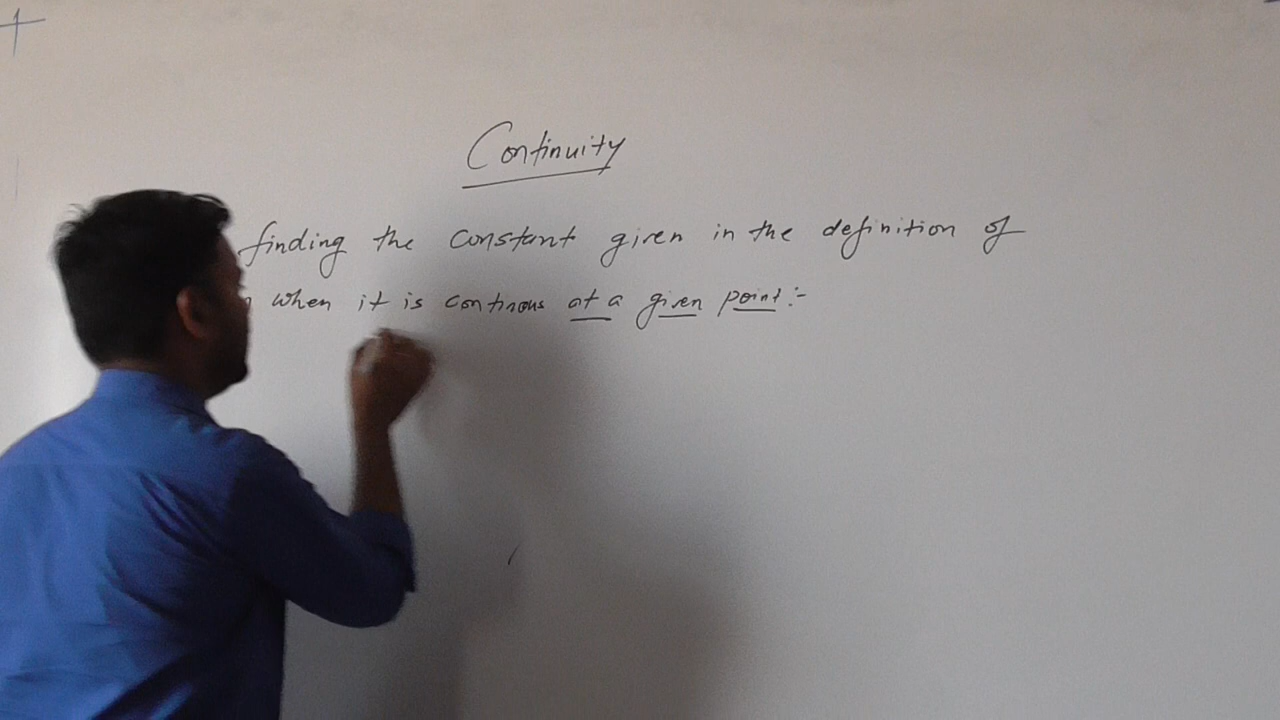 Continuity
finding the constant given in the definition of
when it is continous at a given point :-